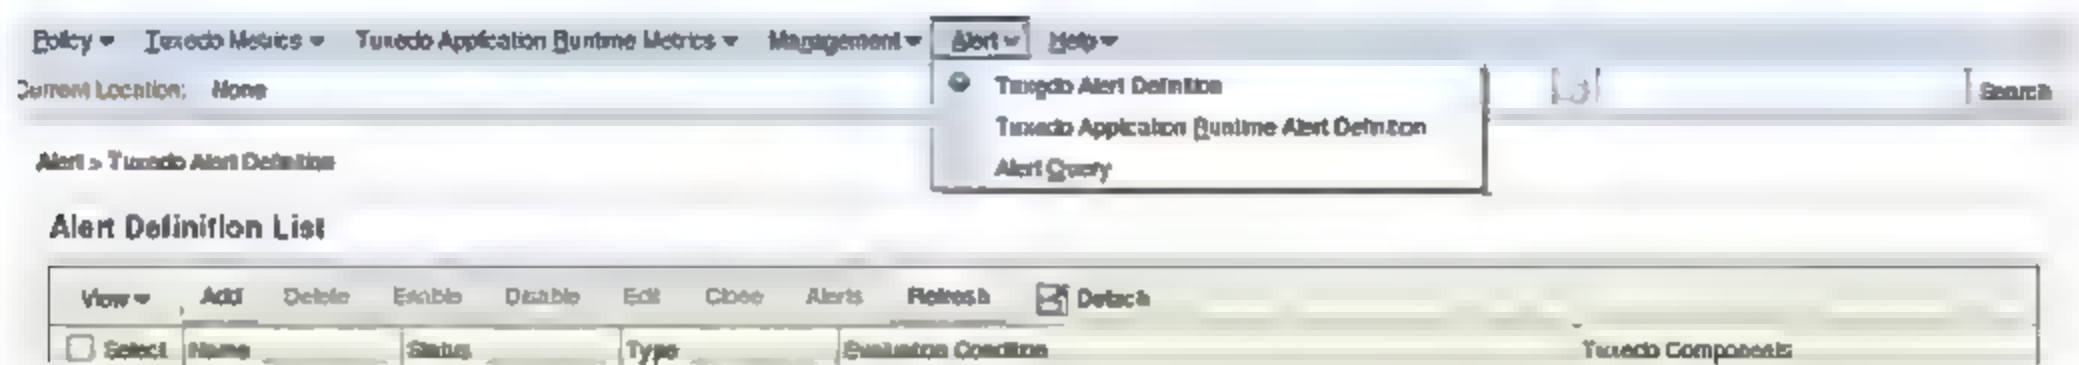 Policy Tuxedo Metrics Tuxedo Application Runtime Metrics Management Alert Help
Current Location: None
Search
Tuxedo Alert Definition
Tuxedo Application Runtime Alert Definition
Alert Query
Alert > Tuxedo Alert Definition
Alert Definition List
View Add Delete Enable Disable Edit Close Alerts Refresh Detach
Select Name Status Type Evaluation Condition Tuxedo Components